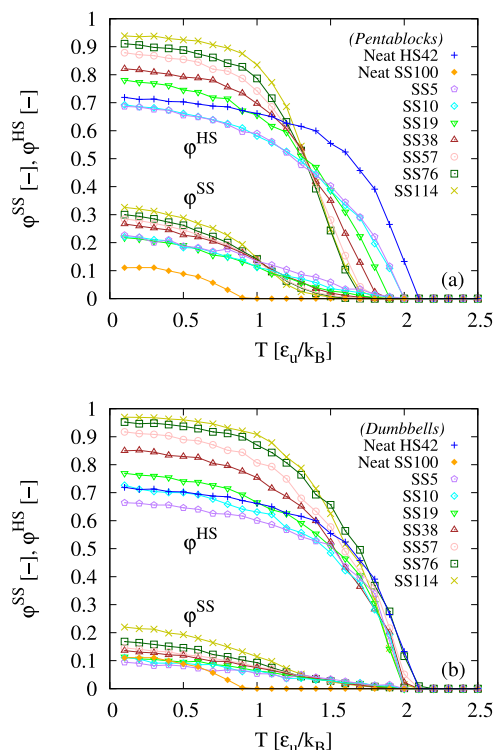 1
0.9
0.8
0.7
0.6
0.5
0.4
0.3
0.2
0.1
0
φSS [–], φHS [–]
(Pentablocks)
Neat HS42
Neat SS100
SS5
SS10
SS19
SS38
SS57
SS76
SS114
φHS
φSS
(a)
0 0.5 1 1.5 2 2.5
T [εu/kB]
1
0.9
0.8
0.7
0.6
0.5
0.4
0.3
0.2
0.1
0
φSS [–], φHS [–]
(Dumbbells)
Neat HS42
Neat SS100
SS5
SS10
SS19
SS38
SS57
SS76
SS114
φHS
φSS
(b)
0 0.5 1 1.5 2 2.5
T [εu/kB]